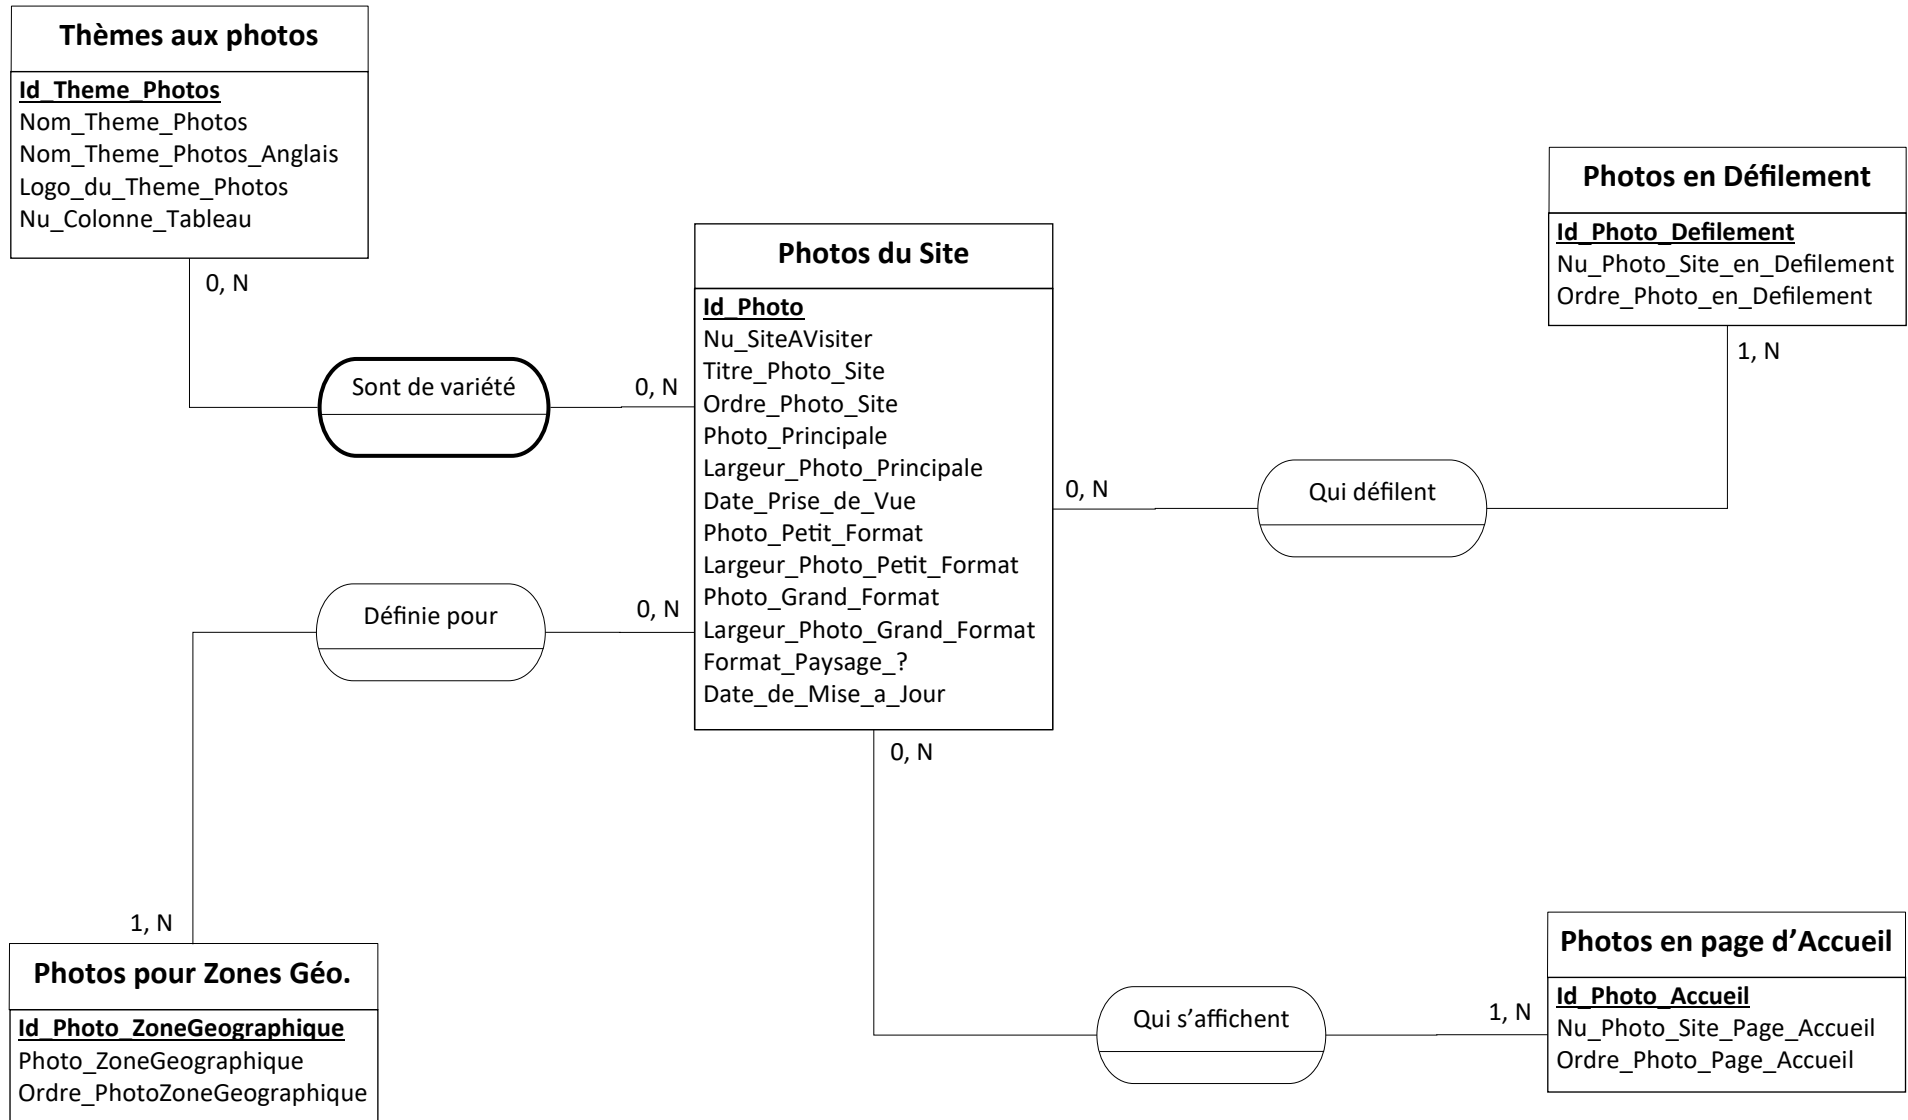 Thèmes aux photos
Id_Theme_Photos
Nom_Theme_Photos
Nom_Theme_Photos_Anglais
Logo_du_Theme_Photos
Nu_Colonne_Tableau
0, N
Sont de variété
0, N
Photos du Site
Id_Photo
Nu_SiteAVisiter
Titre_Photo_Site
Ordre_Photo_Site
Photo_Principale
Largeur_Photo_Principale
Date_Prise_de_Vue
Photo_Petit_Format
Largeur_Photo_Petit_Format
Photo_Grand_Format
Largeur_Photo_Grand_Format
Format_Paysage_?
Date_de_Mise_a_Jour
Photos en Défilement
Id_Photo_Defilement
Nu_Photo_Site_en_Defilement
Ordre_Photo_en_Defilement
1, N
0, N
Qui défilent
Définie pour
0, N
1, N
Photos pour Zones Géo.
Id_Photo_ZoneGeographique
Photo_ZoneGeographique
Ordre_PhotoZoneGeographique
0, N
Qui s’affichent
1, N
Photos en page d’Accueil
Id_Photo_Accueil
Nu_Photo_Site_Page_Accueil
Ordre_Photo_Page_Accueil